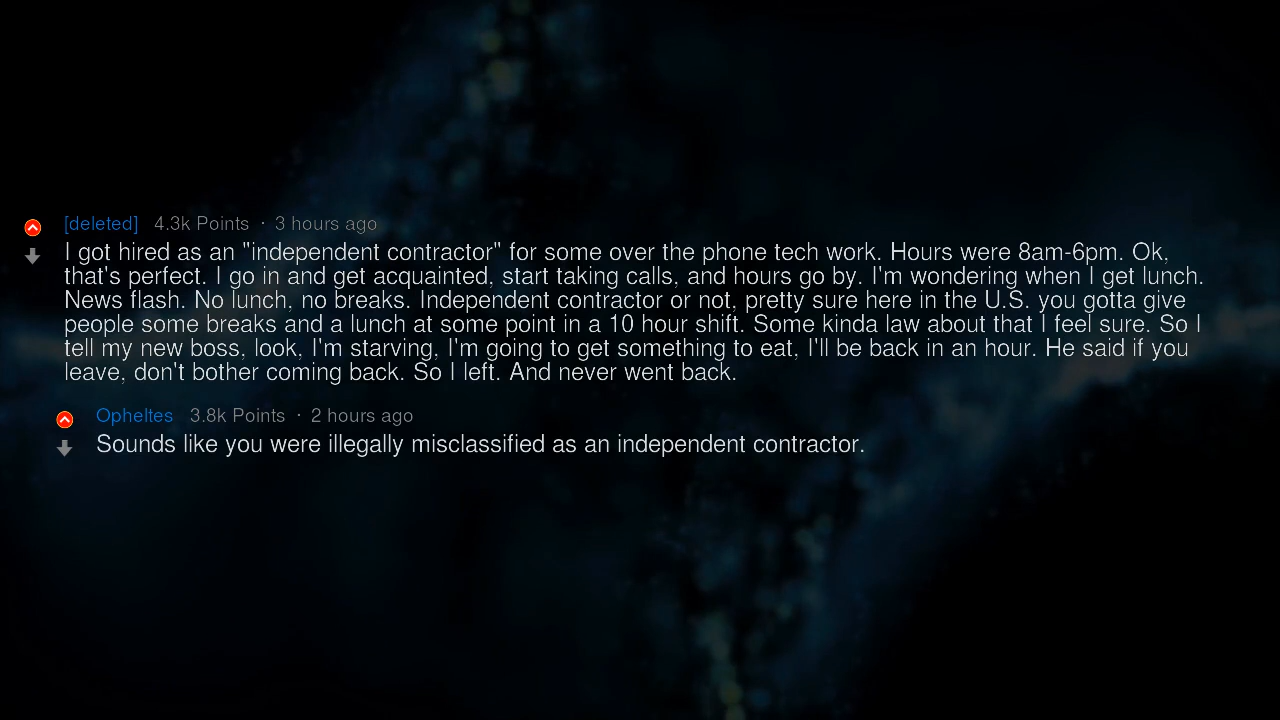 [deleted] 4.3k Points · 3 hours ago
I got hired as an "independent contractor" for some over the phone tech work. Hours were 8am-6pm. Ok,
that's perfect. I go in and get acquainted, start taking calls, and hours go by. I'm wondering when I get lunch.
News flash. No lunch, no breaks. Independent contractor or not, pretty sure here in the U.S. you gotta give
people some breaks and a lunch at some point in a 10 hour shift. Some kinda law about that I feel sure. So I
tell my new boss, look, I'm starving, I'm going to get something to eat, I'll be back in an hour. He said if you
leave, don't bother coming back. So I left. And never went back.
Opheltes 3.8k Points · 2 hours ago
Sounds like you were illegally misclassified as an independent contractor.